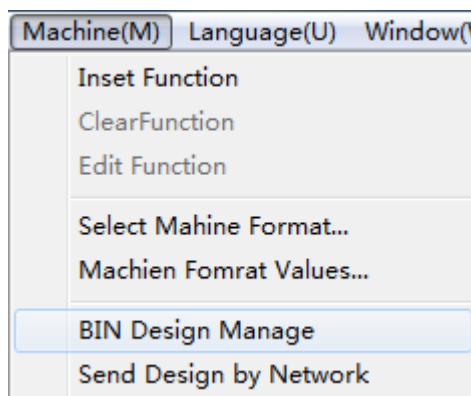 Machine(M) Language(U) Window(
Inset Function
ClearFunction
Edit Function
Select Mahine Format...
Machien Fomrat Values...
BIN Design Manage
Send Design by Network